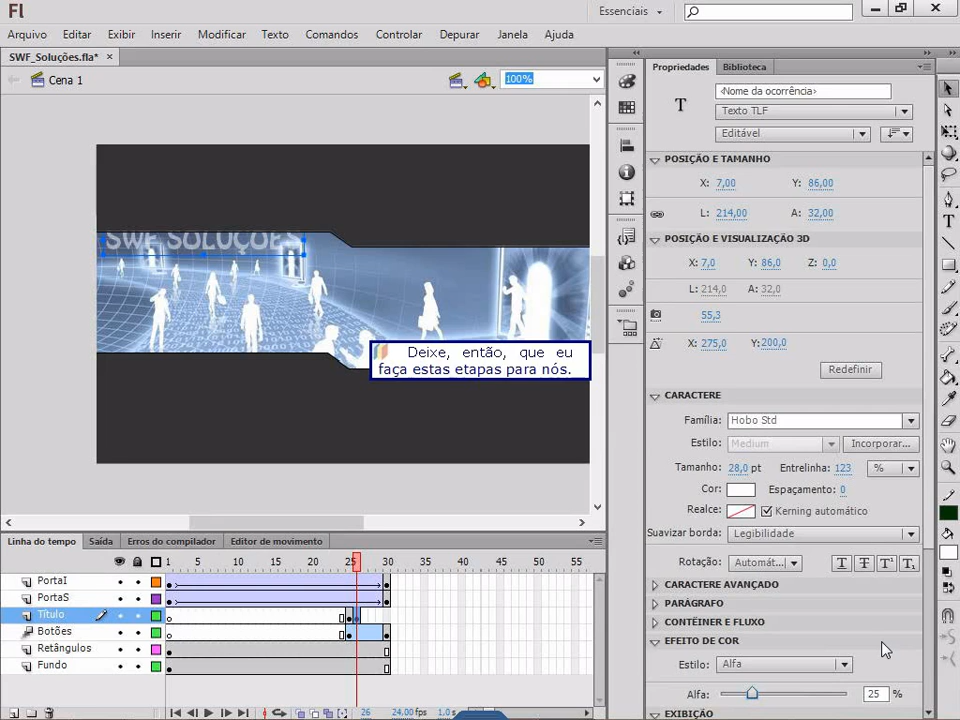 Fl
Essenciais
Arquivo Editar Exibir Inserir Modificar Texto Comandos Controlar Depurar Janela Ajuda
SWF_Soluções.fla*
Cena 1
100%
SWF SOLUÇÕES
Deixe, então, que eu
faça estas etapas para nós.
Propriedades Biblioteca
T
<Nome da ocorrência>
Texto TLF
Editável
POSIÇÃO E TAMANHO
X: 7,00 Y: 86,00
L: 214,00 A: 32,00
POSIÇÃO E VISUALIZAÇÃO 3D
X: 7,0 Y: 86,0 Z: 0,0
L: 214,0 A: 32,0
55,3
X: 275,0 Y: 200,0
Redefinir
CARACTERE
Família: Hobo Std
Estilo: Medium Incorporar...
Tamanho: 28,0 pt Entrelinha: 123 %
Cor: Espaçamento: 0
Realce: Kerning automático
Suavizar borda: Legibilidade
Rotação: Automát... T T T¹ T₁
CARACTERE AVANÇADO
PARÁGRAFO
CONTÊINER E FLUXO
EFEITO DE COR
Estilo: Alfa
Alfa: 25 %
EXIBIÇÃO
Linha do tempo Saída Erros do compilador Editor de movimento
1 5 10 15 20 25 30 35 40 45 50 55
PortaI
PortaS
Título
Botões
Retângulos
Fundo
26 24.00 fps 1.0 s